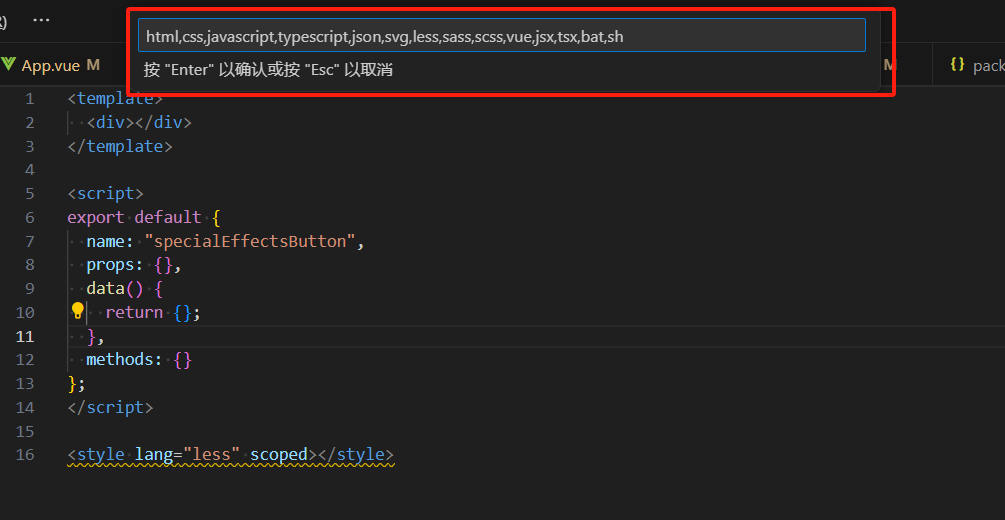 ···
html,css,javascript,typescript,json,svg,less,sass,scss,vue,jsx,tsx,bat,sh
按 "Enter" 以确认或按 "Esc" 以取消
App.vue M M {} pack
1 <template>
2 <div></div>
3 </template>
4
5 <script>
6 export default {
7 name: "specialEffectsButton",
8 props: {},
9 data() {
10 return {};
11 },
12 methods: {}
13 };
14 </script>
15
16 <style lang="less" scoped></style>